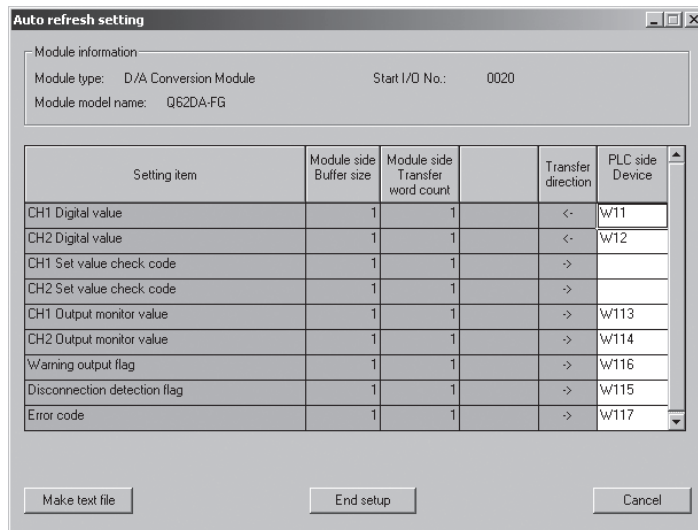 Auto refresh setting
Module information
Module type: D/A Conversion Module Start I/O No.: 0020
Module model name: Q62DA-FG
Setting item Module side Buffer size Module side Transfer word count Transfer direction PLC side Device
CH1 Digital value 1 1 <- W11
CH2 Digital value 1 1 <- W12
CH1 Set value check code 1 1 ->
CH2 Set value check code 1 1 ->
CH1 Output monitor value 1 1 -> W113
CH2 Output monitor value 1 1 -> W114
Warning output flag 1 1 -> W116
Disconnection detection flag 1 1 -> W115
Error code 1 1 -> W117
Make text file End setup Cancel